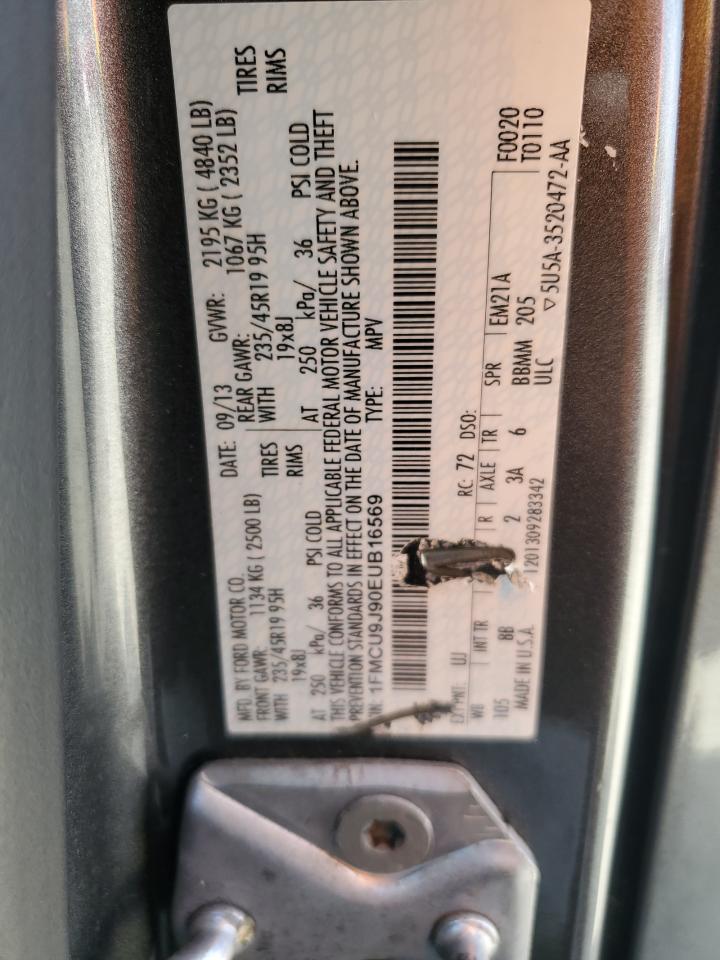 MFD. BY FORD MOTOR CO.
DATE: 09/13 GVWR: 2195 KG ( 4840 LB)
FRONT GAWR: 1134 KG ( 2500 LB) REAR GAWR: 1067 KG ( 2352 LB)
WITH 235/45R19 95H TIRES WITH 235/45R19 95H TIRES
19x8J RIMS 19x8J RIMS
AT 250 kPa/ 36 PSI COLD AT 250 kPa/ 36 PSI COLD
THIS VEHICLE CONFORMS TO ALL APPLICABLE FEDERAL MOTOR VEHICLE SAFETY AND THEFT
PREVENTION STANDARDS IN EFFECT ON THE DATE OF MANUFACTURE SHOWN ABOVE.
1FMCU9J90EUB16569 TYPE: MPV
EXT PNT: UJ RC: 72 DSO: F0020
T0110
WB INT TR R AXLE TR SPR EM21A
105 BB 2 3A 6 BBMM 205
MADE IN U.S.A. 1201309283342 ULC ▽ 5U5A-3520472-AA